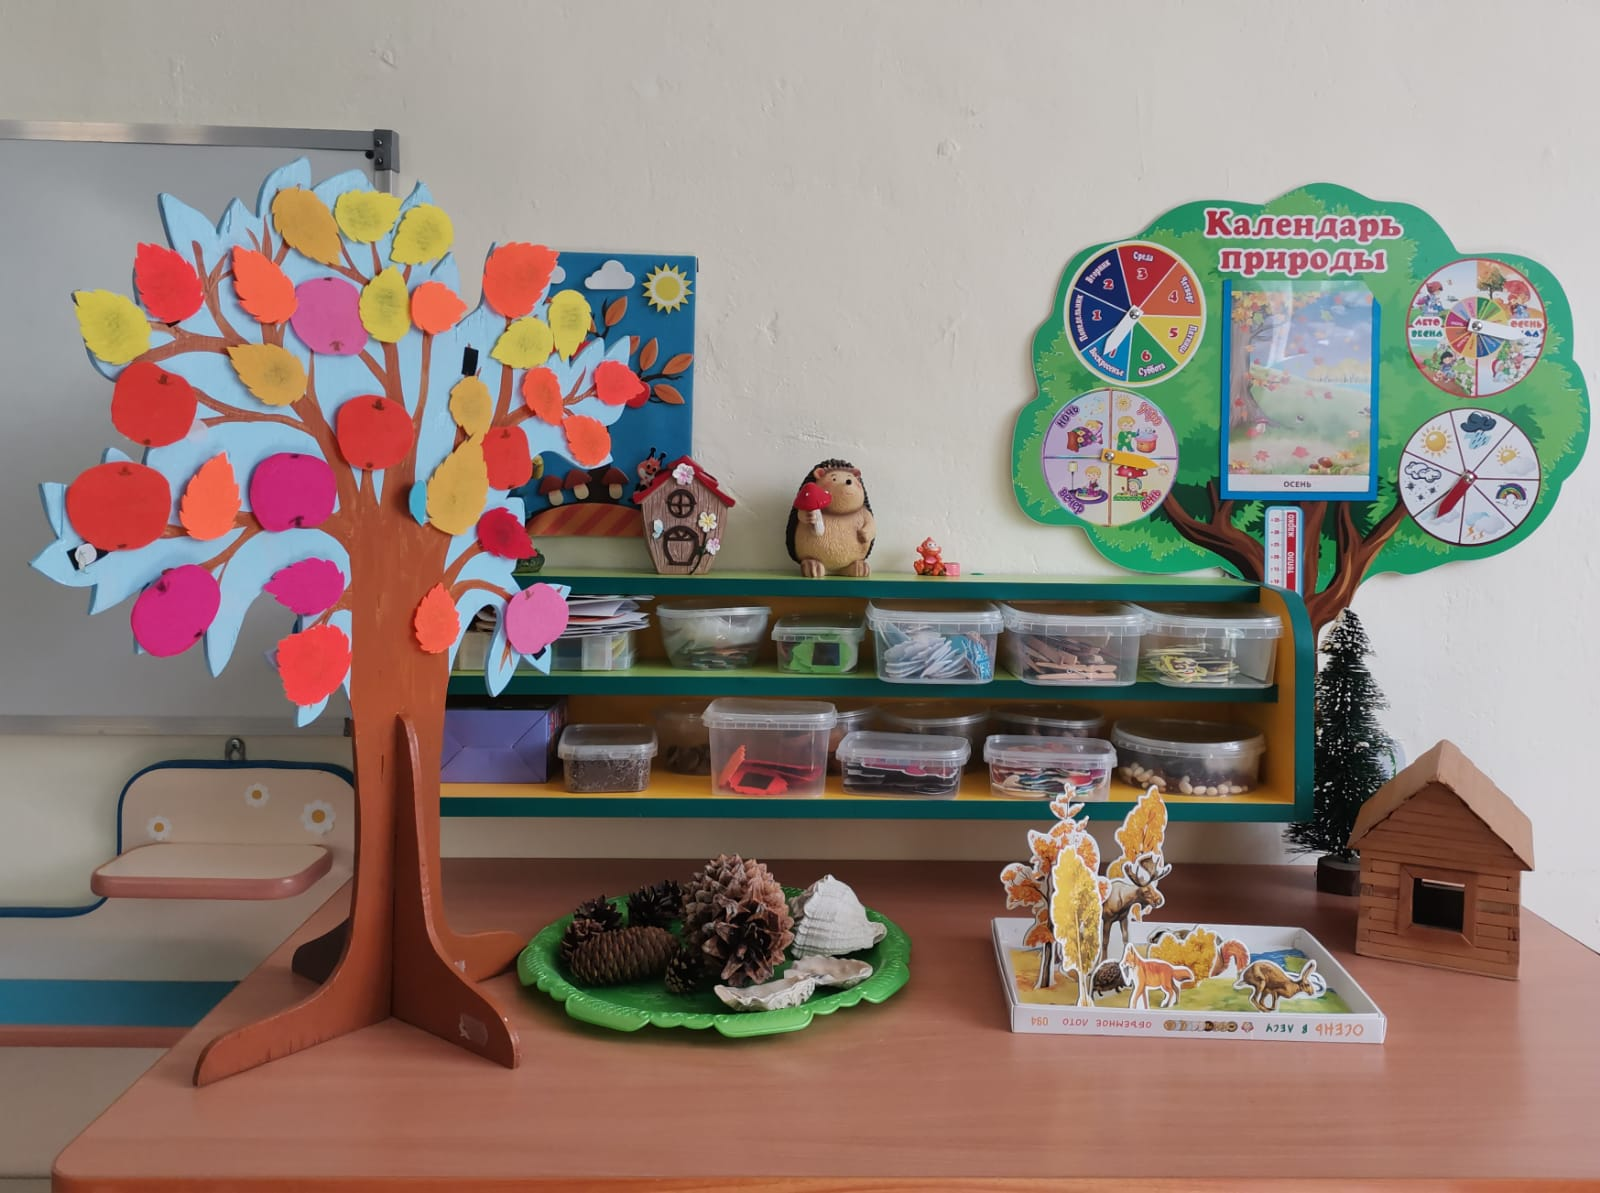 Календарь
природы
Понедельник
1
Вторник
2
Среда
3
Четверг
4
Пятница
5
Суббота
6
Воскресенье
7
НОЧЬ
УТРО
ВЕЧЕР
ДЕНЬ
ОСЕНЬ
ЛЕТО
ОСЕНЬ
ВЕСНА
ОСЕНЬ В ЛЕСУ
ОБЪЕМНОЕ ЛОТО 094